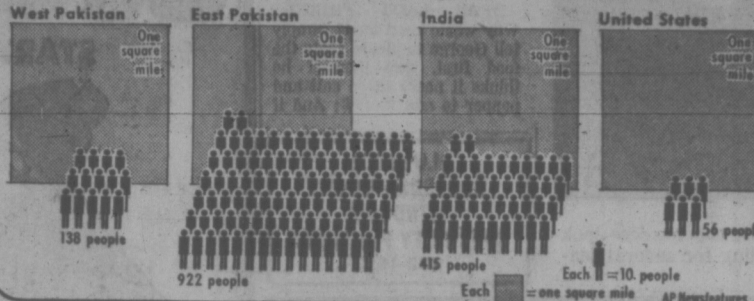 West Pakistan
One
square
mile
138 people
East Pakistan
One
square
mile
922 people
India
One
square
mile
415 people
United States
One
square
mile
56 people
Each = 10 people
Each = one square mile
AP Newsfeatures